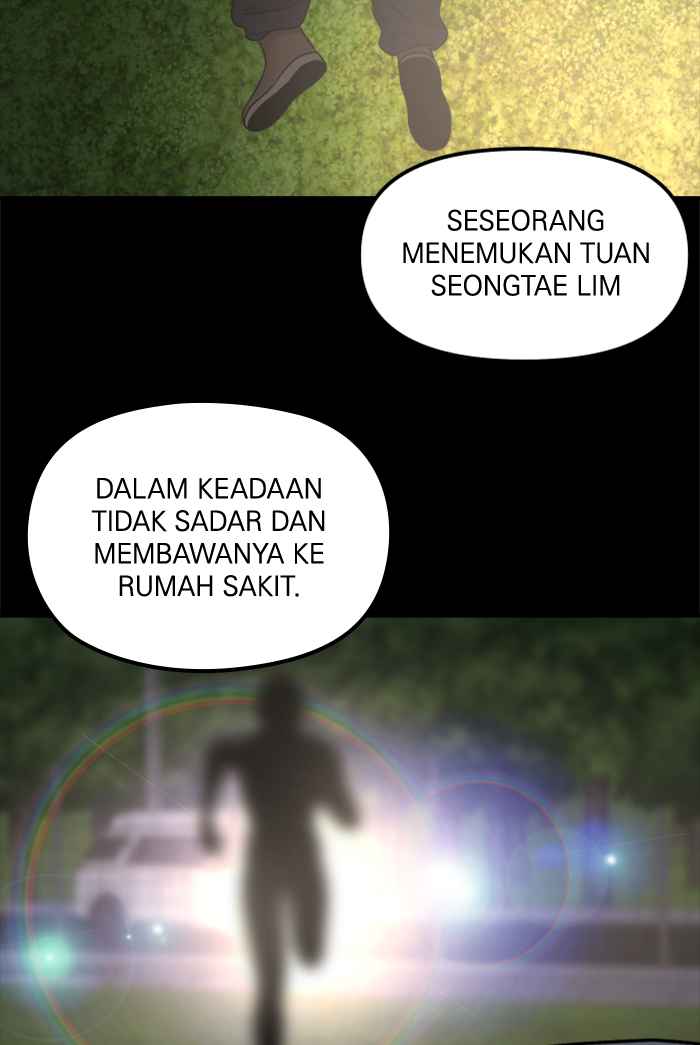 SESEORANG
MENEMUKAN TUAN
SEONGTAE LIM
DALAM KEADAAN
TIDAK SADAR DAN
MEMBAWANYA KE
RUMAH SAKIT.